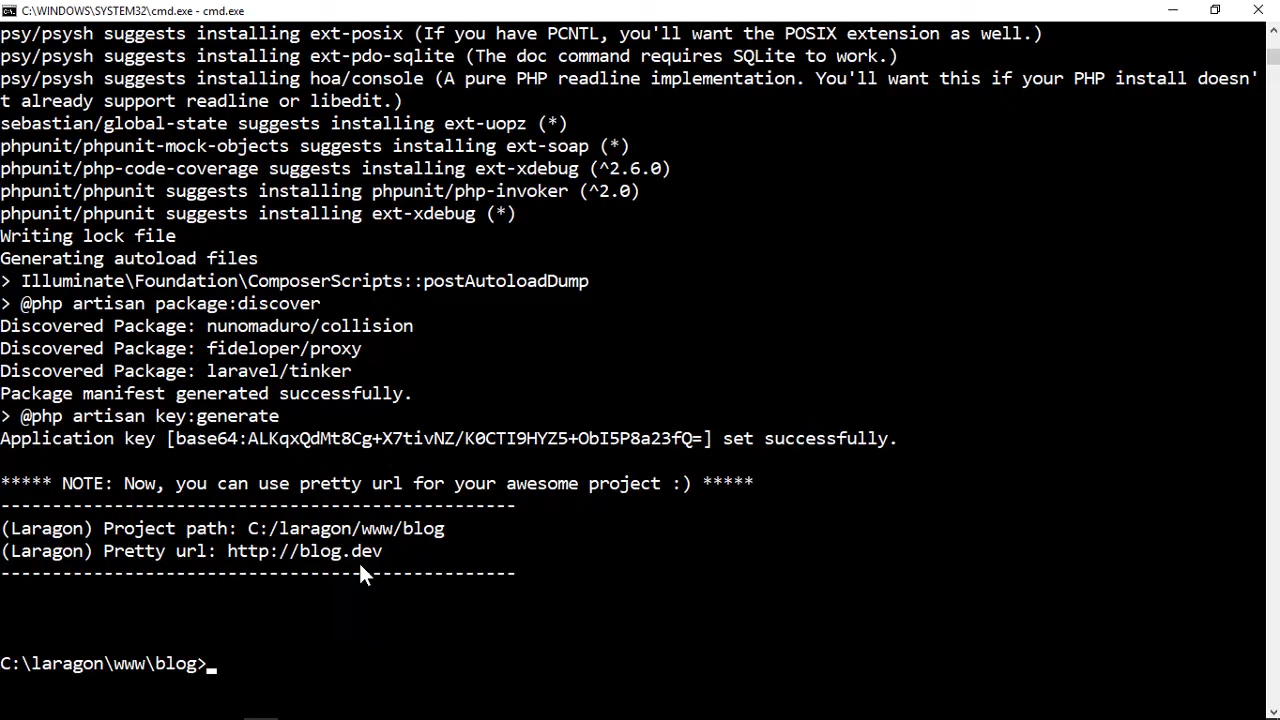 C:\WINDOWS\SYSTEM32\cmd.exe - cmd.exe
psy/psysh suggests installing ext-posix (If you have PCNTL, you'll want the POSIX extension as well.)
psy/psysh suggests installing ext-pdo-sqlite (The doc command requires SQLite to work.)
psy/psysh suggests installing hoa/console (A pure PHP readline implementation. You'll want this if your PHP install doesn'
t already support readline or libedit.)
sebastian/global-state suggests installing ext-uopz (*)
phpunit/phpunit-mock-objects suggests installing ext-soap (*)
phpunit/php-code-coverage suggests installing ext-xdebug (^2.6.0)
phpunit/phpunit suggests installing phpunit/php-invoker (^2.0)
phpunit/phpunit suggests installing ext-xdebug (*)
Writing lock file
Generating autoload files
> Illuminate\Foundation\ComposerScripts::postAutoloadDump
> @php artisan package:discover
Discovered Package: nunomaduro/collision
Discovered Package: fideloper/proxy
Discovered Package: laravel/tinker
Package manifest generated successfully.
> @php artisan key:generate
Application key [base64:ALKqxQdMt8Cg+X7tivNZ/K0CTI9HYZ5+ObI5P8a23fQ=] set successfully.
***** NOTE: Now, you can use pretty url for your awesome project :) *****
--------------------------------------------------
(Laragon) Project path: C:/laragon/www/blog
(Laragon) Pretty url: http://blog.dev
--------------------------------------------------
C:\laragon\www\blog>